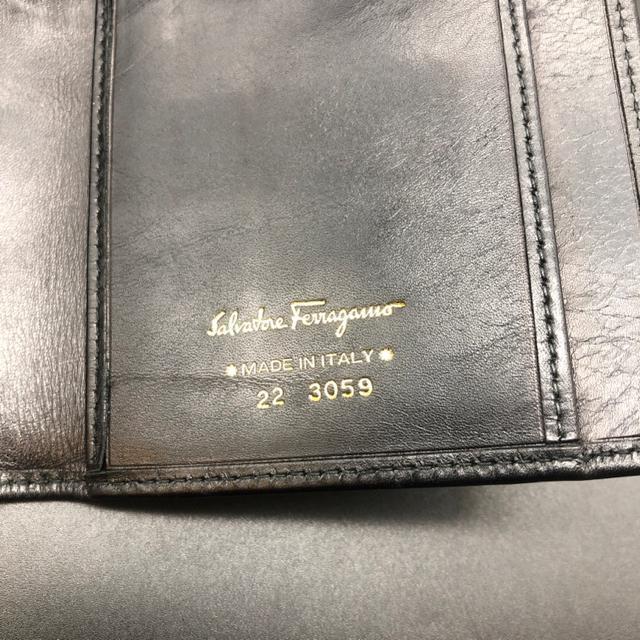 Salvatore Ferragamo
* MADE IN ITALY *
22 3059